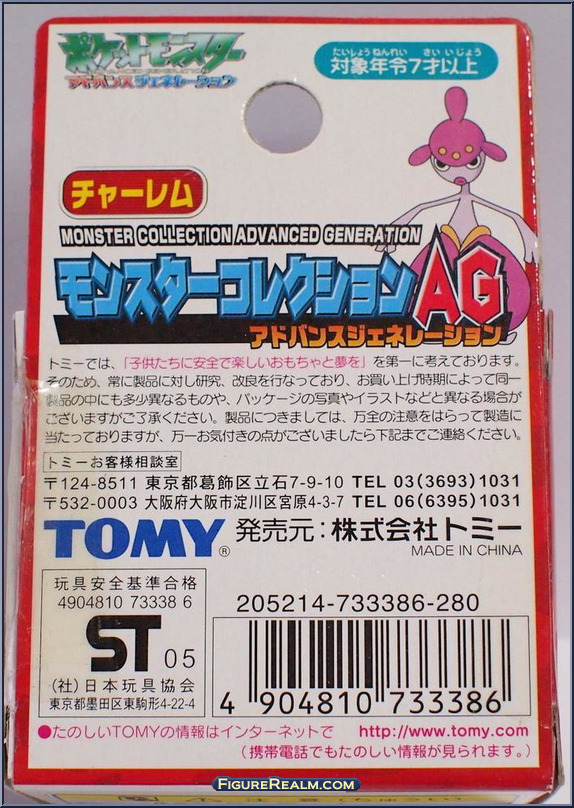 ポケットモンスター
アドバンスジェネレーション
たいしょうねんれい さい いじょう
対象年令7才以上
チャーレム
MONSTER COLLECTION ADVANCED GENERATION
モンスターコレクションAG
アドバンスジェネレーション
トミーでは、「子供たちに安全で楽しいおもちゃと夢を」を第一に考えております。
そのため、常に製品に対し研究、改良を行なっており、お買い上げ時期によって同一
製品の中にも多少異なるものや、パッケージの写真やイラストなどと異なる場合が
ございますがご了承ください。製品につきましては、万全の注意をはらって製造に
当たっておりますが、万一お気付きの点がございましたら下記までご連絡ください。
トミーお客様相談室
〒124-8511 東京都葛飾区立石7-9-10 TEL 03(3693)1031
〒532-0003 大阪府大阪市淀川区宮原4-3-7 TEL 06(6395)1031
TOMY® 発売元:株式会社トミー
MADE IN CHINA
玩具安全基準合格
4904810 73338 6
ST 05
(社)日本玩具協会
東京都墨田区東駒形4-22-4
205214-733386-280
4 904810 733386
●たのしいTOMYの情報はインターネットで http://www.tomy.com
(携帯電話でもたのしい情報が見られます。)
FIGUREREALM.COM